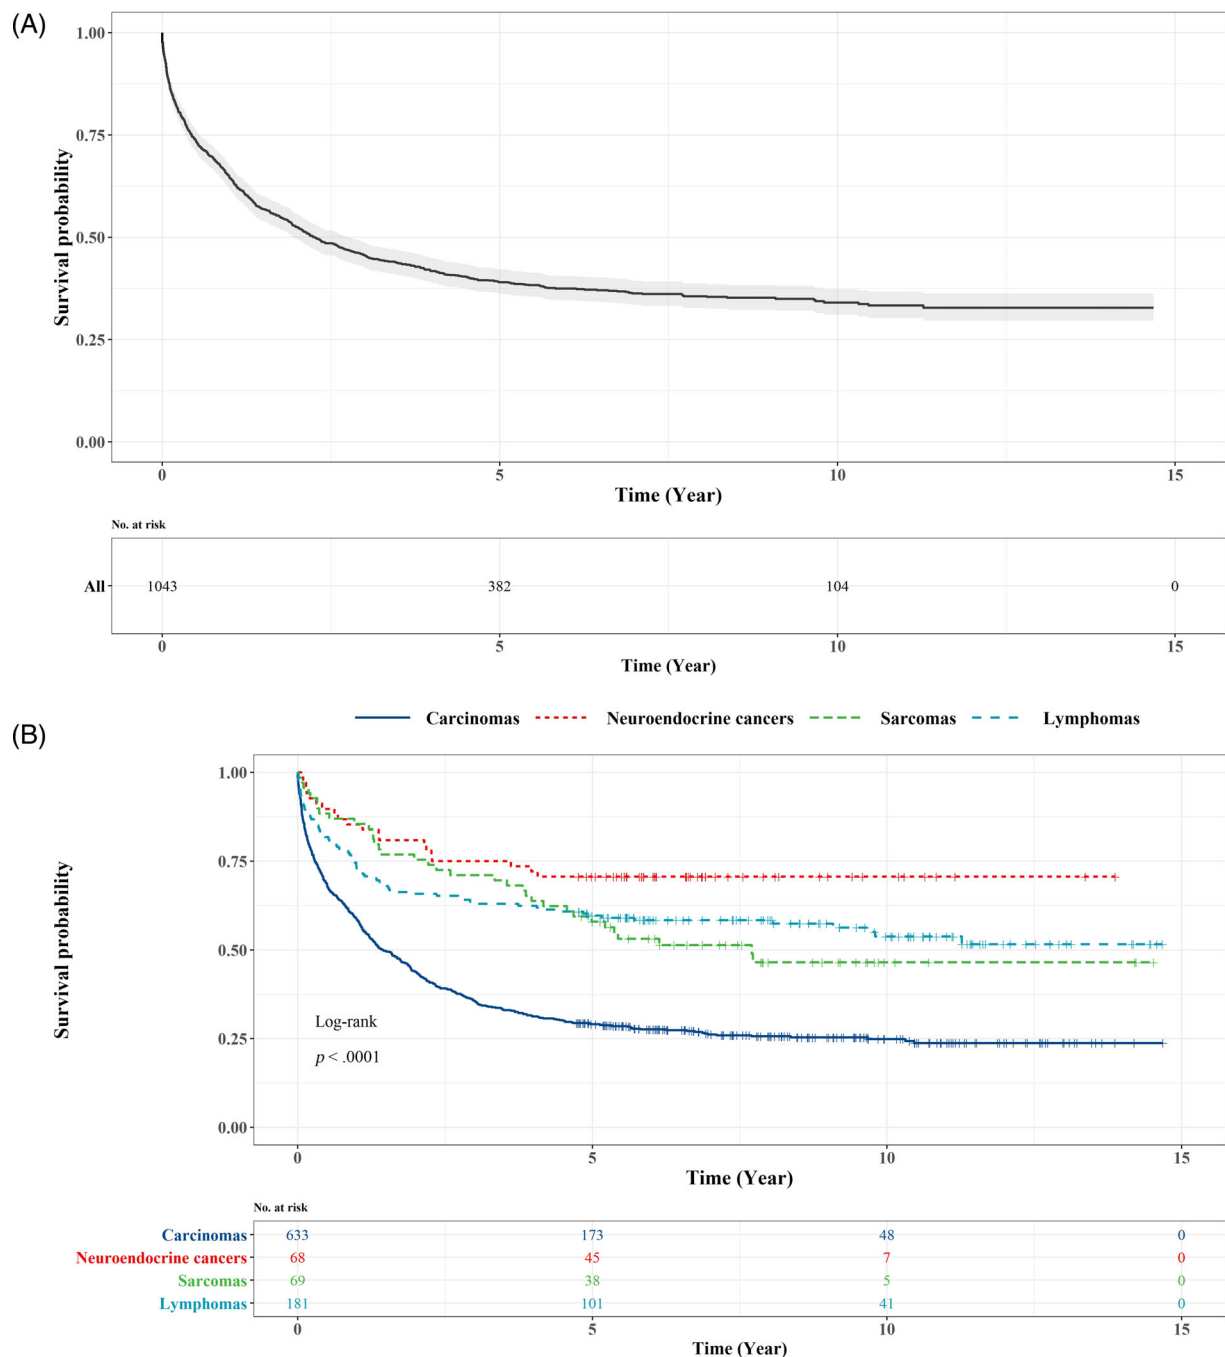 (A)
1.00
0.75
0.50
0.25
0.00
Survival probability
0 5 10 15
Time (Year)
No. at risk
All 1043 382 104 0
0 5 10 15
Time (Year)
Carcinomas Neuroendocrine cancers Sarcomas Lymphomas
(B)
1.00
0.75
0.50
0.25
0.00
Survival probability
Log-rank
p < .0001
0 5 10 15
Time (Year)
No. at risk
Carcinomas 633 173 48 0
Neuroendocrine cancers 68 45 7 0
Sarcomas 69 38 5 0
Lymphomas 181 101 41 0
0 5 10 15
Time (Year)